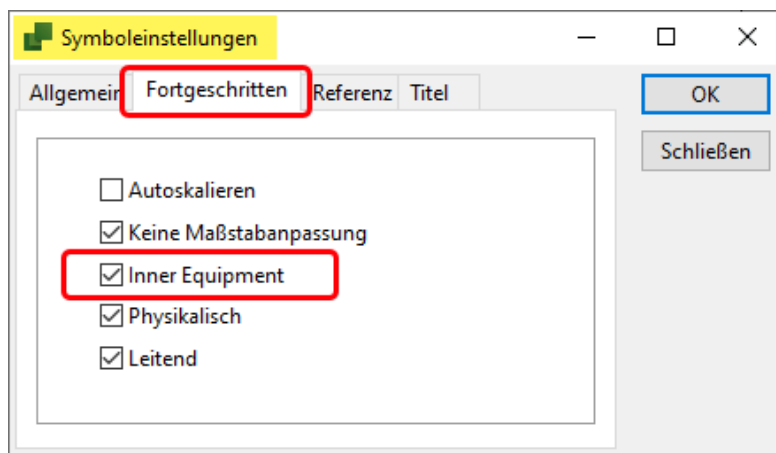 Symboleinstellungen
Allgemein Fortgeschritten Referenz Titel
OK
Schließen
Autoskalieren
Keine Maßstabanpassung
Inner Equipment
Physikalisch
Leitend